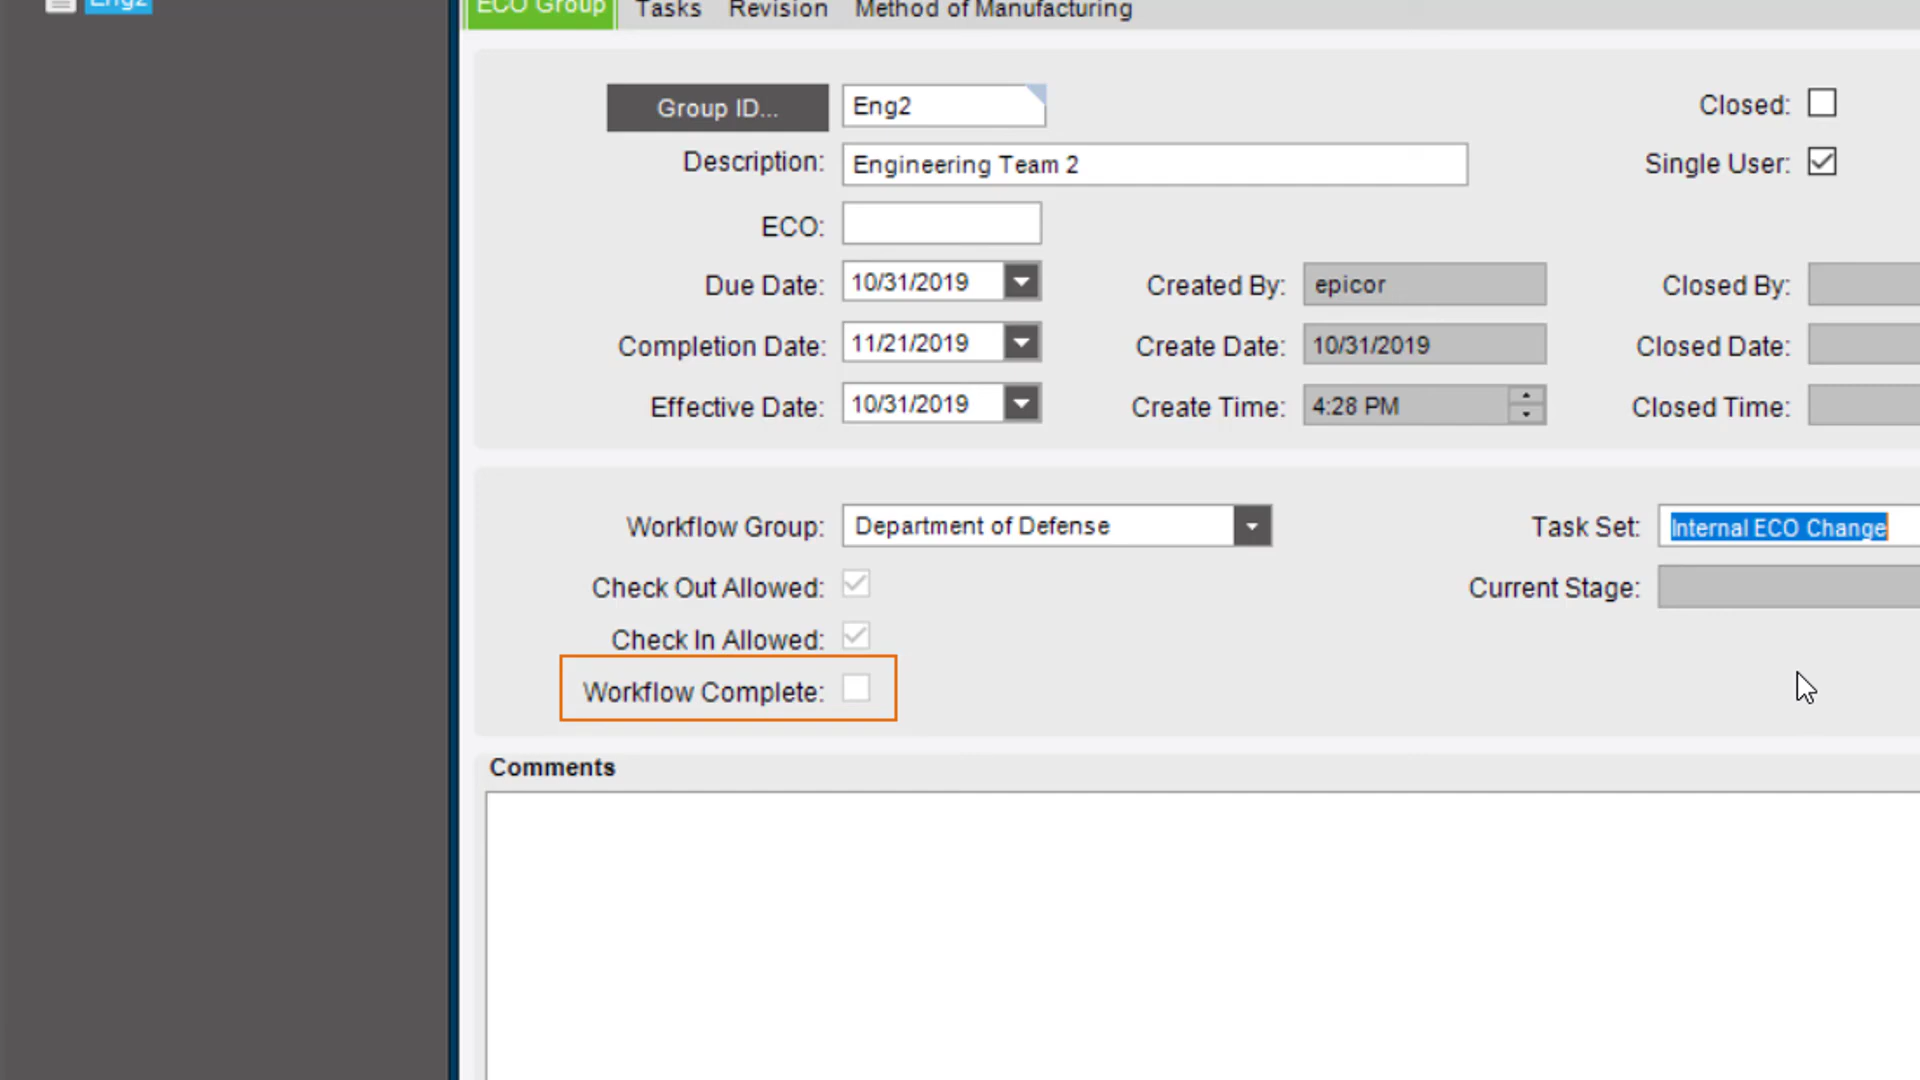 Eng2
ECO Group Tasks Revision Method of Manufacturing
Group ID... Eng2 Closed:
Description: Engineering Team 2 Single User:
ECO:
Due Date: 10/31/2019 Created By: epicor Closed By:
Completion Date: 11/21/2019 Create Date: 10/31/2019 Closed Date:
Effective Date: 10/31/2019 Create Time: 4:28 PM Closed Time:
Workflow Group: Department of Defense Task Set: Internal ECO Change
Check Out Allowed: Current Stage:
Check In Allowed:
Workflow Complete:
Comments